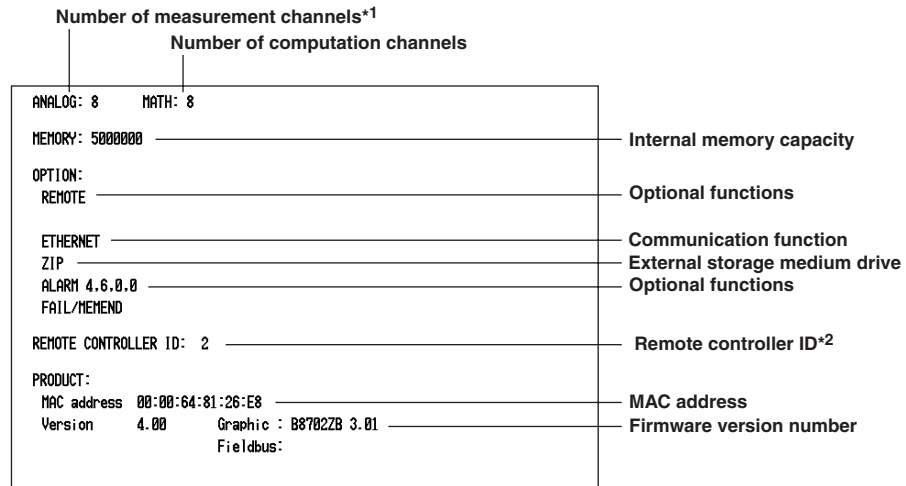 Number of measurement channels*1
Number of computation channels
ANALOG: 8 MATH: 8
MEMORY: 5000000 Internal memory capacity
OPTION:
REMOTE Optional functions
ETHERNET Communication function
ZIP External storage medium drive
ALARM 4.6.0.0 Optional functions
FAIL/MEMEND
REMOTE CONTROLLER ID: 2 Remote controller ID*2
PRODUCT:
MAC address 00:00:64:81:26:E8 MAC address
Version 4.00 Graphic : B8702ZB 3.01 Firmware version number
Fieldbus: